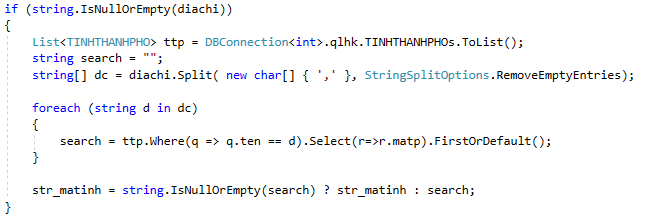 if (string.IsNullOrEmpty(diachi))
{
List<TINHTHANHPHO> ttp = DBConnection<int>.qlhk.TINHTHANHPHOs.ToList();
string search = "";
string[] dc = diachi.Split( new char[] { ',' }, StringSplitOptions.RemoveEmptyEntries);
foreach (string d in dc)
{
search = ttp.Where(q => q.ten == d).Select(r=>r.matp).FirstOrDefault();
}
str_matinh = string.IsNullOrEmpty(search) ? str_matinh : search;
}